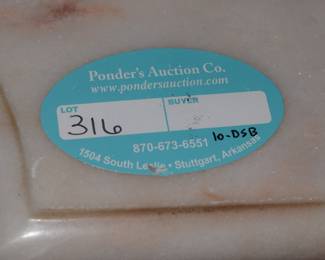 Ponder's Auction Co.
www.pondersauction.com
LOT BUYER
316
10-DSB
870-673-6551
1504 South Leslie • Stuttgart, Arkansas